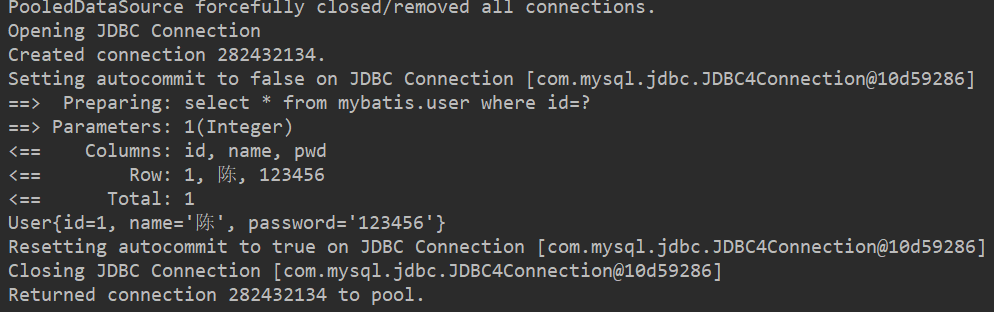 PooledDataSource forcefully closed/removed all connections.
Opening JDBC Connection
Created connection 282432134.
Setting autocommit to false on JDBC Connection [com.mysql.jdbc.JDBC4Connection@10d59286]
==>  Preparing: select * from mybatis.user where id=?
==> Parameters: 1(Integer)
<==    Columns: id, name, pwd
<==        Row: 1, 陈, 123456
<==      Total: 1
User{id=1, name='陈', password='123456'}
Resetting autocommit to true on JDBC Connection [com.mysql.jdbc.JDBC4Connection@10d59286]
Closing JDBC Connection [com.mysql.jdbc.JDBC4Connection@10d59286]
Returned connection 282432134 to pool.